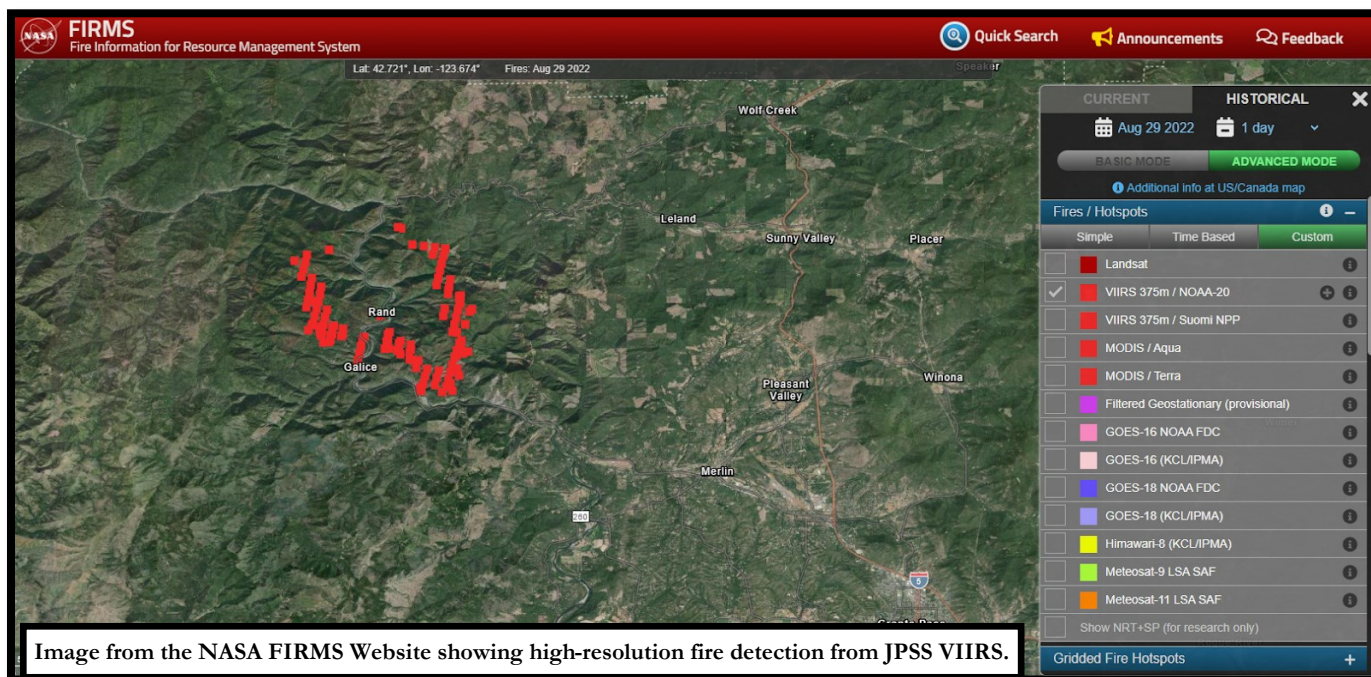 NASA
FIRMS
Fire Information for Resource Management System
Quick Search
Announcements
Feedback
Lat: 42.721°, Lon: -123.674° Fires: Aug 29 2022
Speaker
Wolf Creek
Leland
Sunny Valley
Placer
Rand
Galice
Pleasant
Valley
Winona
Merlin
260
5
CURRENT
HISTORICAL
X
Aug 29 2022
1 day
BASIC MODE
ADVANCED MODE
Additional info at US/Canada map
Fires / Hotspots
Simple
Time Based
Custom
Landsat
VIIRS 375m / NOAA-20
VIIRS 375m / Suomi NPP
MODIS / Aqua
MODIS / Terra
Filtered Geostationary (provisional)
GOES-16 NOAA FDC
GOES-16 (KCL/IPMA)
GOES-18 NOAA FDC
GOES-18 (KCL/IPMA)
Himawari-8 (KCL/IPMA)
Meteosat-9 LSA SAF
Meteosat-11 LSA SAF
Show NRT+SP (for research only)
Gridded Fire Hotspots
Image from the NASA FIRMS Website showing high-resolution fire detection from JPSS VIIRS.